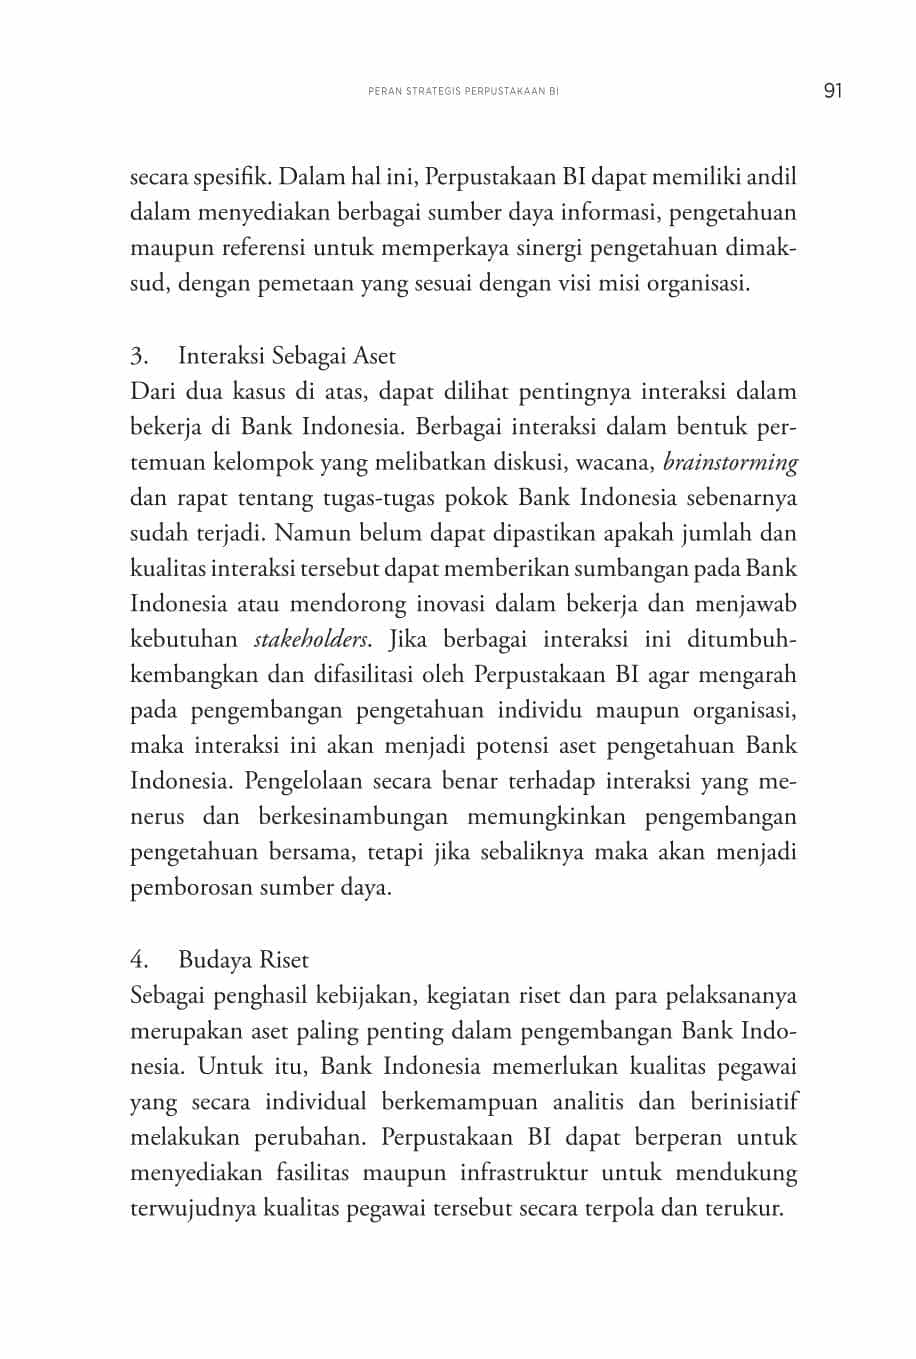 PERAN STRATEGIS PERPUSTAKAAN BI
91
secara spesifik. Dalam hal ini, Perpustakaan BI dapat memiliki andil
dalam menyediakan berbagai sumber daya informasi, pengetahuan
maupun referensi untuk memperkaya sinergi pengetahuan dimak-
sud, dengan pemetaan yang sesuai dengan visi misi organisasi.
3. Interaksi Sebagai Aset
Dari dua kasus di atas, dapat dilihat pentingnya interaksi dalam
bekerja di Bank Indonesia. Berbagai interaksi dalam bentuk per-
temuan kelompok yang melibatkan diskusi, wacana, brainstorming
dan rapat tentang tugas-tugas pokok Bank Indonesia sebenarnya
sudah terjadi. Namun belum dapat dipastikan apakah jumlah dan
kualitas interaksi tersebut dapat memberikan sumbangan pada Bank
Indonesia atau mendorong inovasi dalam bekerja dan menjawab
kebutuhan stakeholders. Jika berbagai interaksi ini ditumbuh-
kembangkan dan difasilitasi oleh Perpustakaan BI agar mengarah
pada pengembangan pengetahuan individu maupun organisasi,
maka interaksi ini akan menjadi potensi aset pengetahuan Bank
Indonesia. Pengelolaan secara benar terhadap interaksi yang me-
nerus dan berkesinambungan memungkinkan pengembangan
pengetahuan bersama, tetapi jika sebaliknya maka akan menjadi
pemborosan sumber daya.
4. Budaya Riset
Sebagai penghasil kebijakan, kegiatan riset dan para pelaksananya
merupakan aset paling penting dalam pengembangan Bank Indo-
nesia. Untuk itu, Bank Indonesia memerlukan kualitas pegawai
yang secara individual berkemampuan analitis dan berinisiatif
melakukan perubahan. Perpustakaan BI dapat berperan untuk
menyediakan fasilitas maupun infrastruktur untuk mendukung
terwujudnya kualitas pegawai tersebut secara terpola dan terukur.